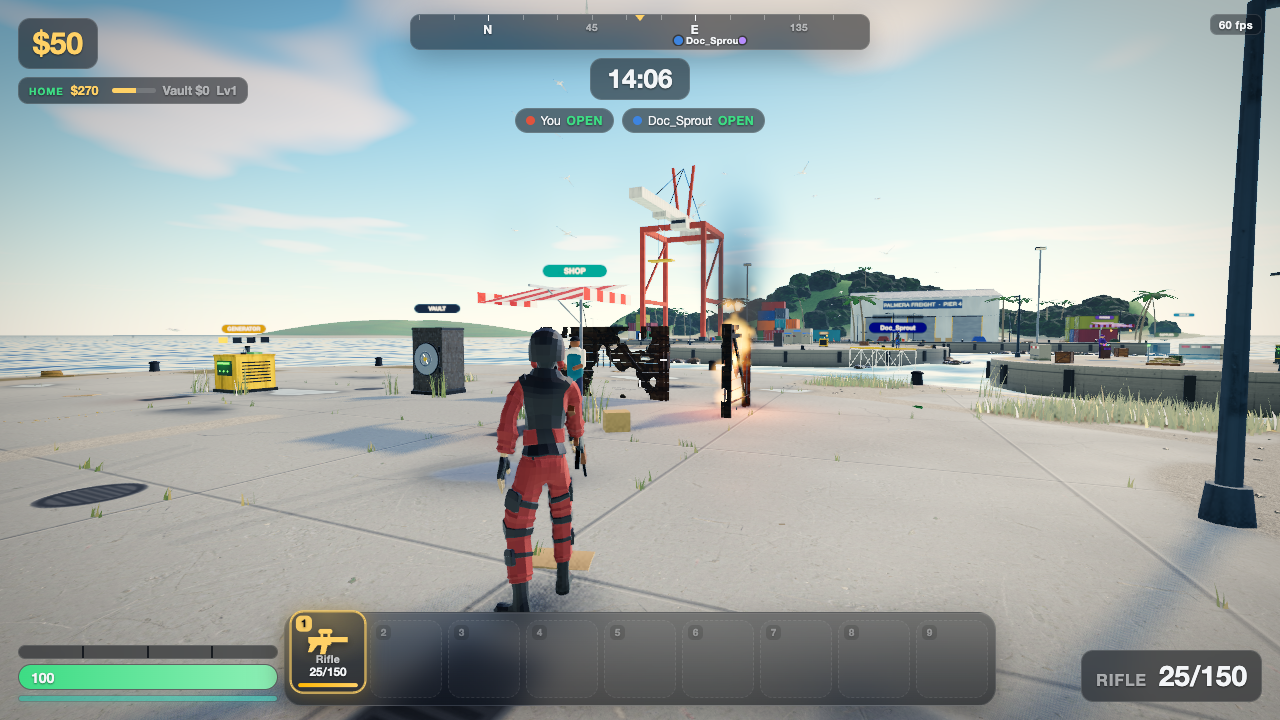 $50
HOME $270 Vault $0 Lv1
N 45 E 135
Doc_Sprou
60 fps
14:06
You OPEN
Doc_Sprout OPEN
SHOP
VAULT
GENERATOR
PALMERA FREIGHT - PIER 4
Doc_Sprout
1 2 3 4 5 6 7 8 9
Rifle
25/150
100
RIFLE 25/150